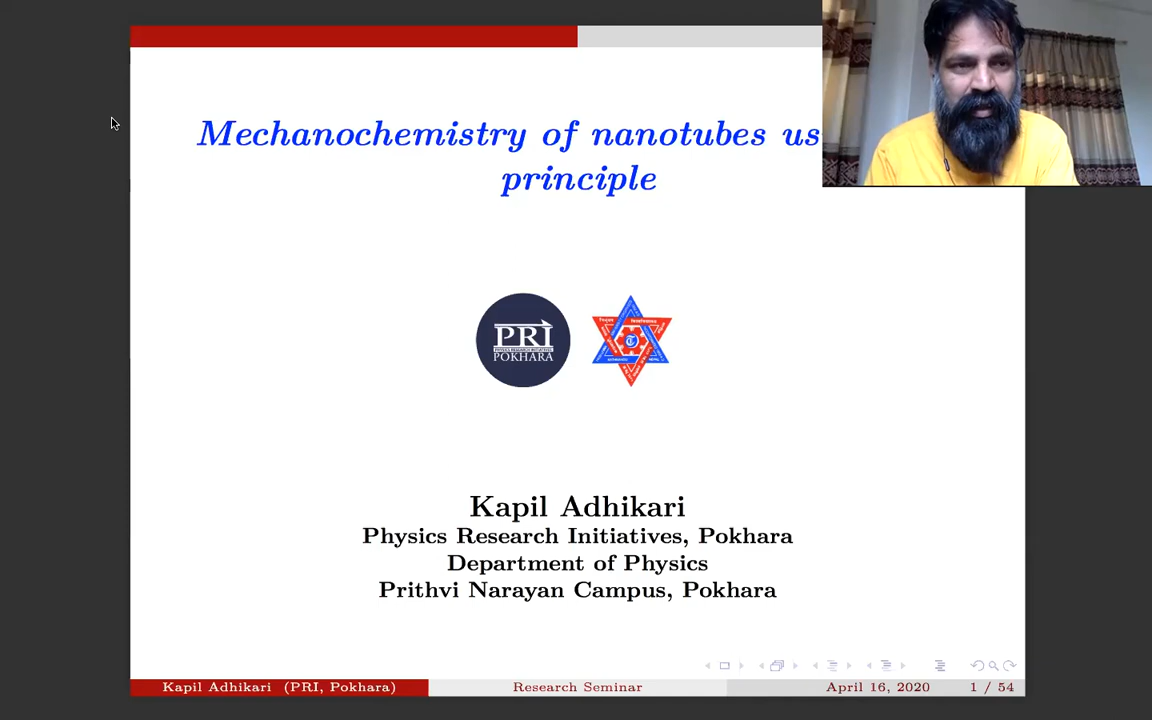 Mechanochemistry of nanotubes us
principle
PRI
POKHARA
Kapil Adhikari
Physics Research Initiatives, Pokhara
Department of Physics
Prithvi Narayan Campus, Pokhara
Kapil Adhikari (PRI, Pokhara) Research Seminar April 16, 2020 1 / 54